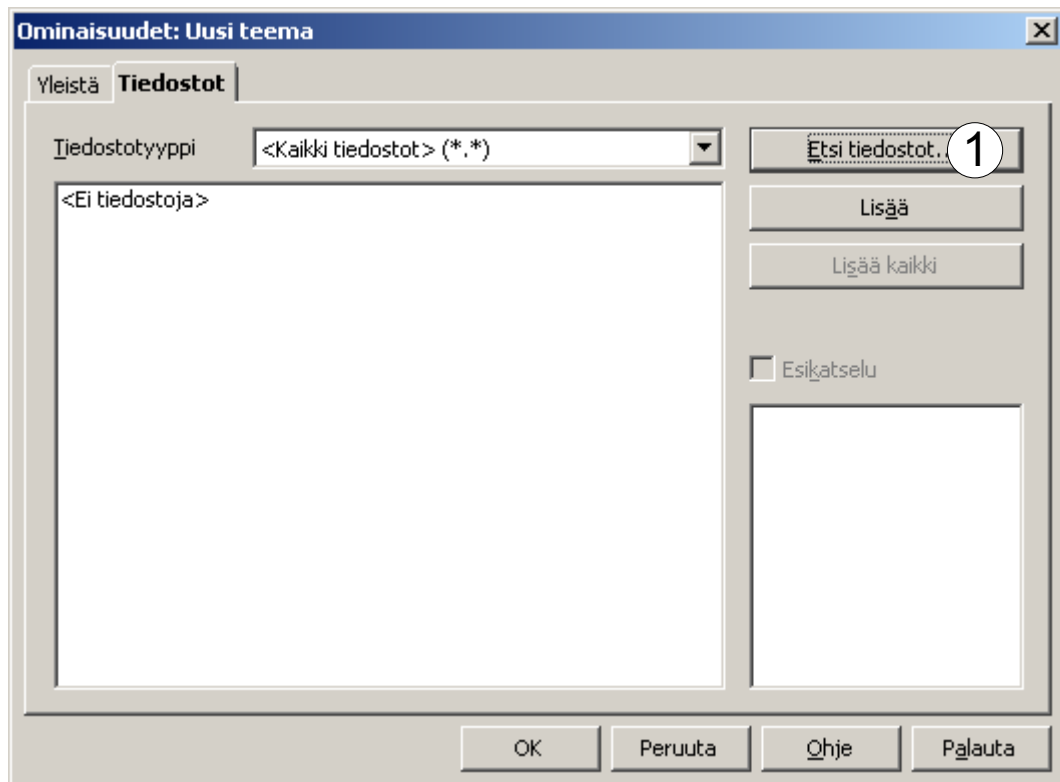 Ominaisuudet: Uusi teema
Yleistä Tiedostot
Tiedostotyyppi <Kaikki tiedostot> (*.*) Etsi tiedostot.. 1
<Ei tiedostoja>
Lisää
Lisää kaikki
Esikatselu
OK Peruuta Ohje Palauta